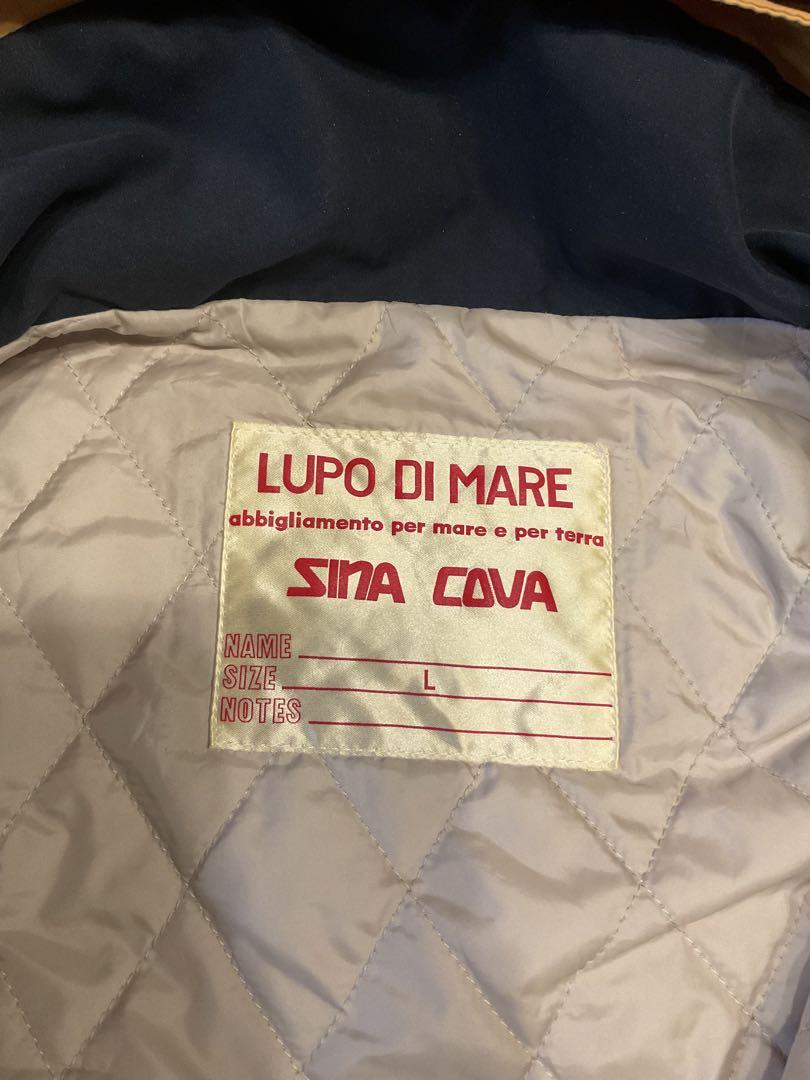 LUPO DI MARE
abbigliamento per mare e per terra
SINA COVA
NAME
SIZE L
NOTES